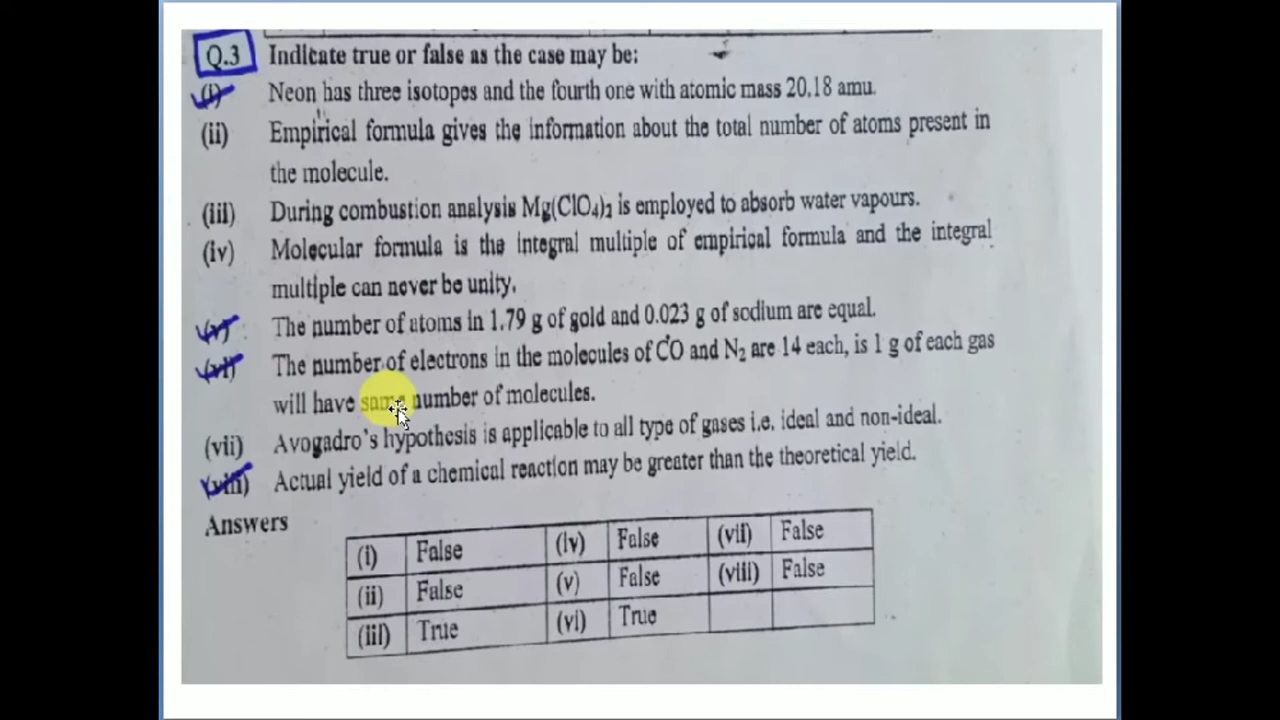 Q.3 Indicate true or false as the case may be:
(i) Neon has three isotopes and the fourth one with atomic mass 20.18 amu.
(ii) Empirical formula gives the information about the total number of atoms present in
the molecule.
(iii) During combustion analysis Mg(ClO₄)₂ is employed to absorb water vapours.
(iv) Molecular formula is the integral multiple of empirical formula and the integral
multiple can never be unity.
(v) The number of atoms in 1.79 g of gold and 0.023 g of sodium are equal.
(vi) The number of electrons in the molecules of CO and N₂ are 14 each, is 1 g of each gas
will have same number of molecules.
(vii) Avogadro's hypothesis is applicable to all type of gases i.e. ideal and non-ideal.
(viii) Actual yield of a chemical reaction may be greater than the theoretical yield.
Answers
(i) False (iv) False (vii) False
(ii) False (v) False (viii) False
(iii) True (vi) True